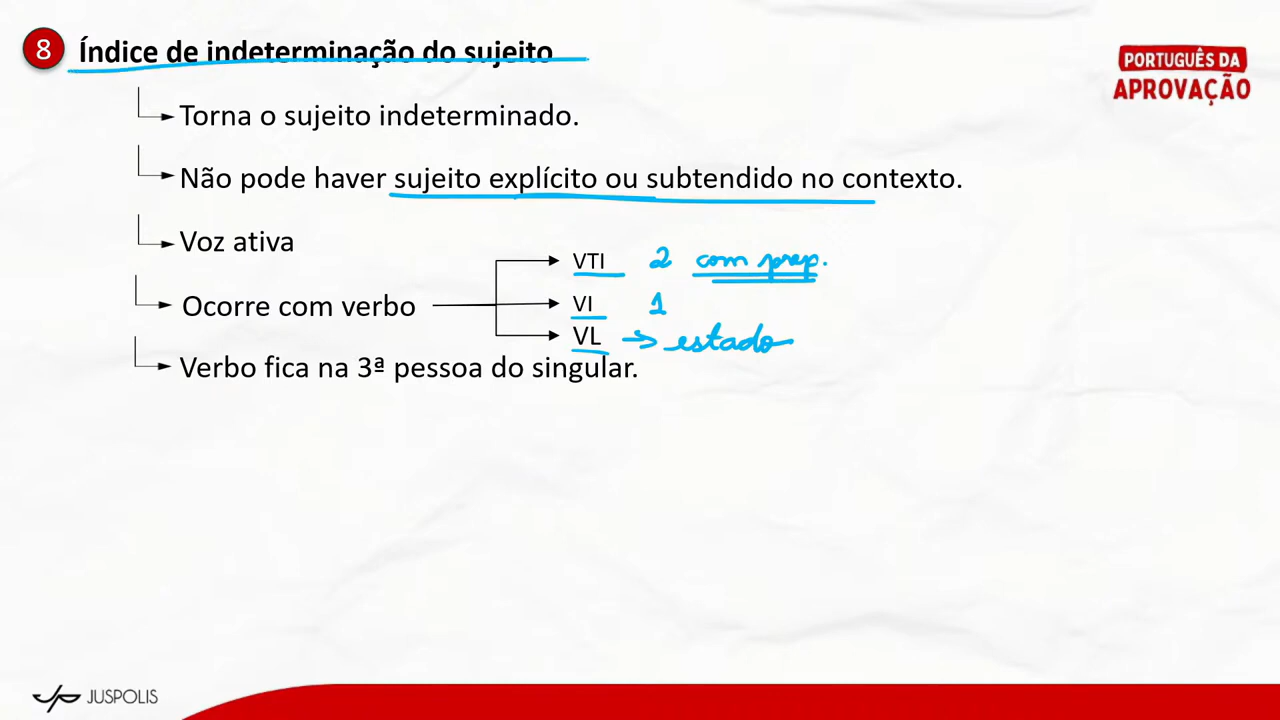 8 Índice de indeterminação do sujeito
PORTUGUÊS DA
APROVAÇÃO
Torna o sujeito indeterminado.
Não pode haver sujeito explícito ou subtendido no contexto.
Voz ativa
VTI 2 com prep.
Ocorre com verbo VI 1
VL → estado
Verbo fica na 3ª pessoa do singular.
JP JUSPOLIS